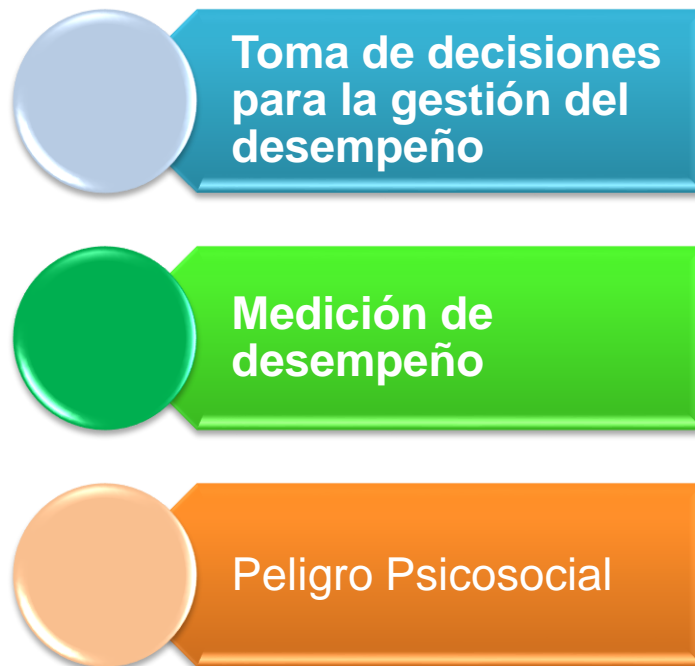 Toma de decisiones
para la gestión del
desempeño
Medición de
desempeño
Peligro Psicosocial